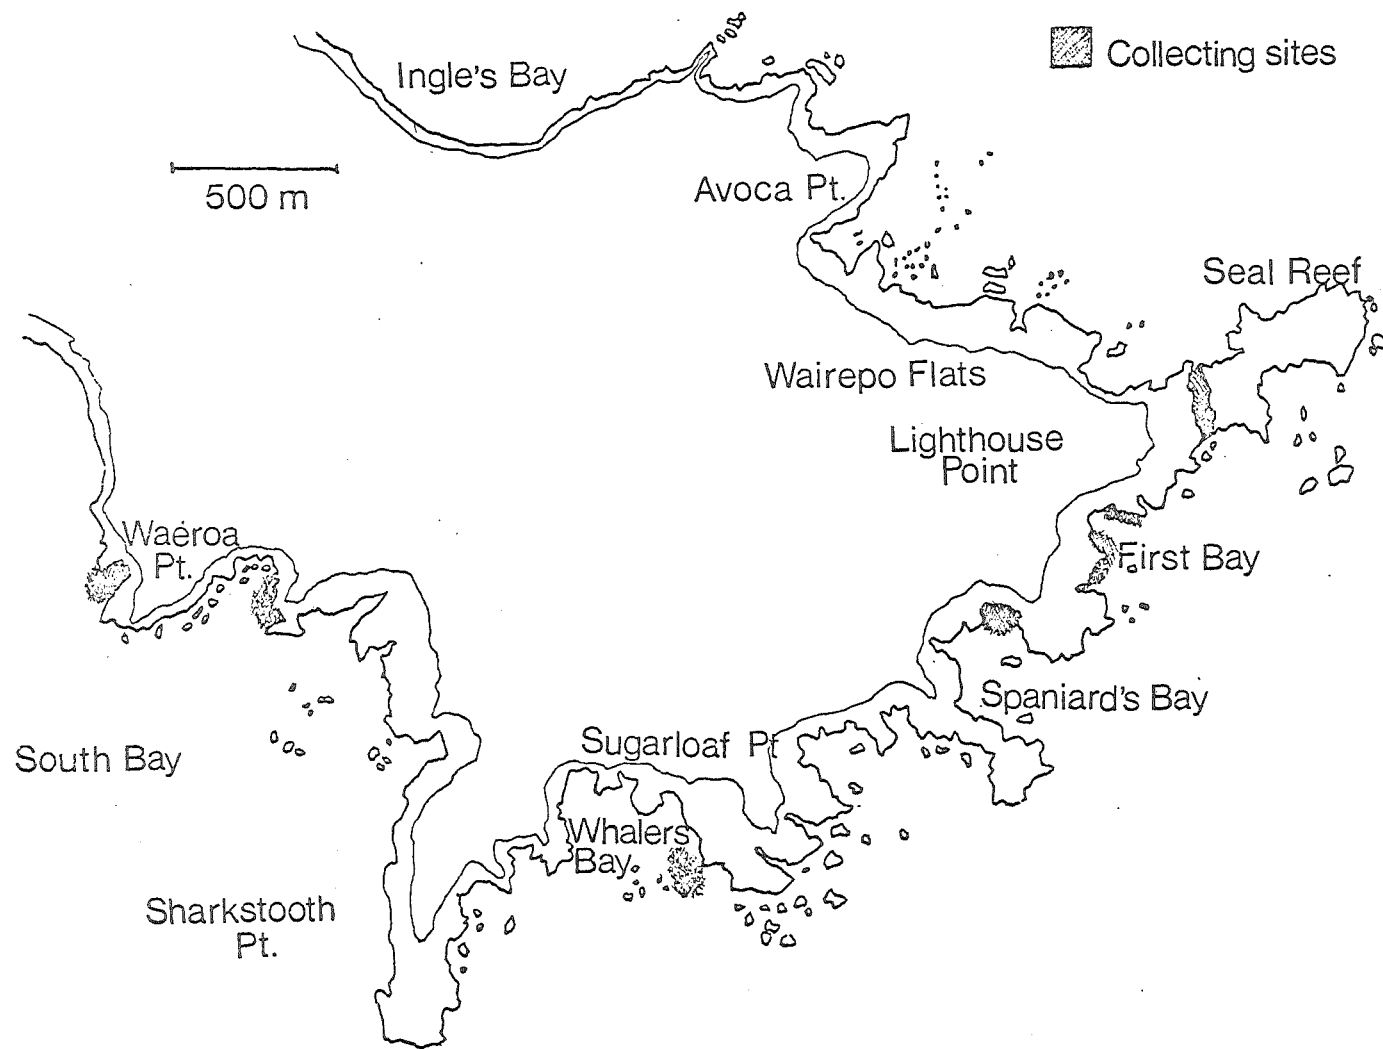 Collecting sites
Ingle's Bay
500 m
Avoca Pt.
Seal Reef
Wairepo Flats
Lighthouse
Point
Waeroa
Pt.
First Bay
Spaniard's Bay
South Bay
Sugarloaf Pt
Whalers
Bay
Sharkstooth
Pt.